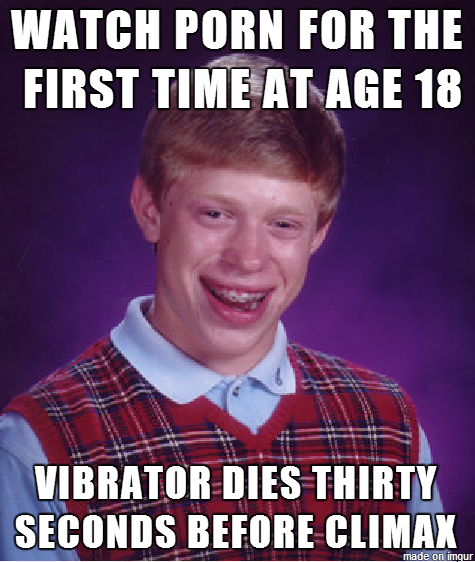 WATCH PORN FOR THE
FIRST TIME AT AGE 18
VIBRATOR DIES THIRTY
SECONDS BEFORE CLIMAX
made on imgur